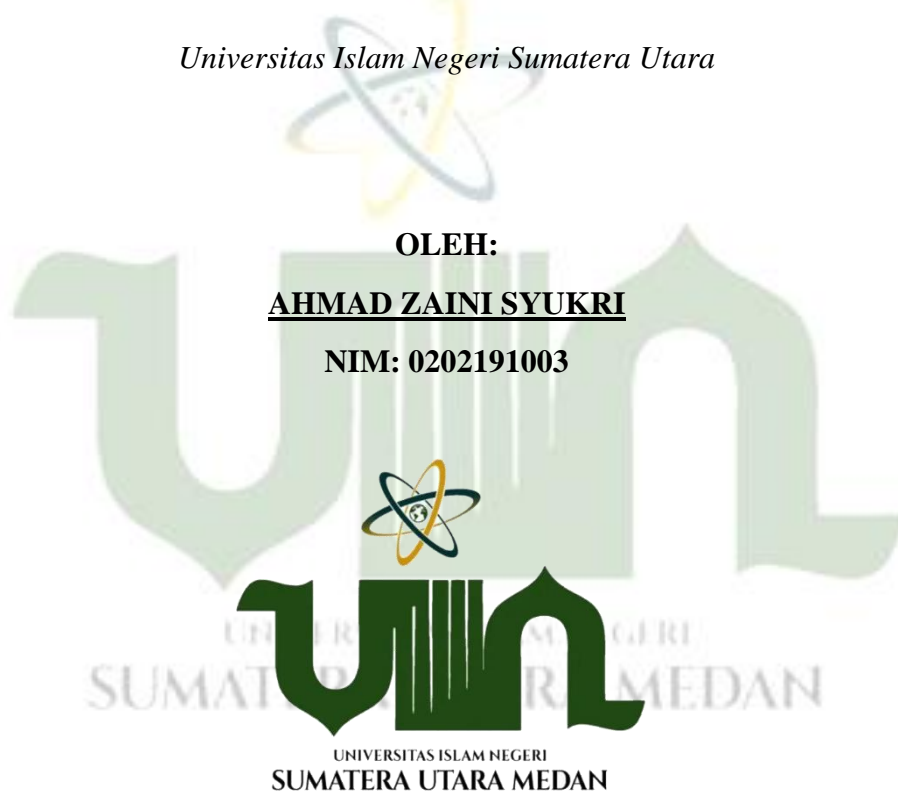 Universitas Islam Negeri Sumatera Utara
OLEH:
AHMAD ZAINI SYUKRI
NIM: 0202191003
UNIVERSITAS ISLAM NEGERI
SUMATERA UTARA MEDAN